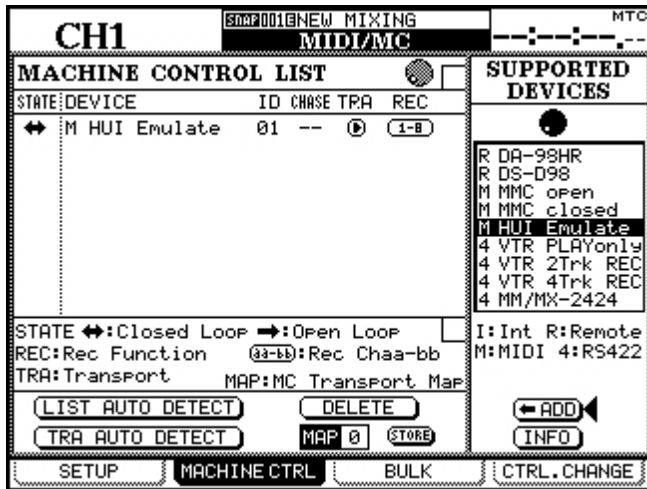 CH1
SNAP001 NEW MIXING
MIDI/MC
MTC
--:--:--.--
MACHINE CONTROL LIST
STATE DEVICE ID CHASE TRA REC
M HUI Emulate 01 -- 1-8
SUPPORTED
DEVICES
R DA-98HR
R DS-D98
M MMC open
M MMC closed
M HUI Emulate
4 VTR PLAYonly
4 VTR 2Trk REC
4 VTR 4Trk REC
4 MM/MX-2424
STATE ↔:Closed Loop →:Open Loop
REC:Rec Function aa-bb:Rec Chaa-bb
TRA:Transport MAP:MC Transport Map
I:Int R:Remote
M:MIDI 4:RS422
LIST AUTO DETECT DELETE
TRA AUTO DETECT MAP 0 STORE
←ADD
INFO
SETUP MACHINE CTRL BULK CTRL.CHANGE